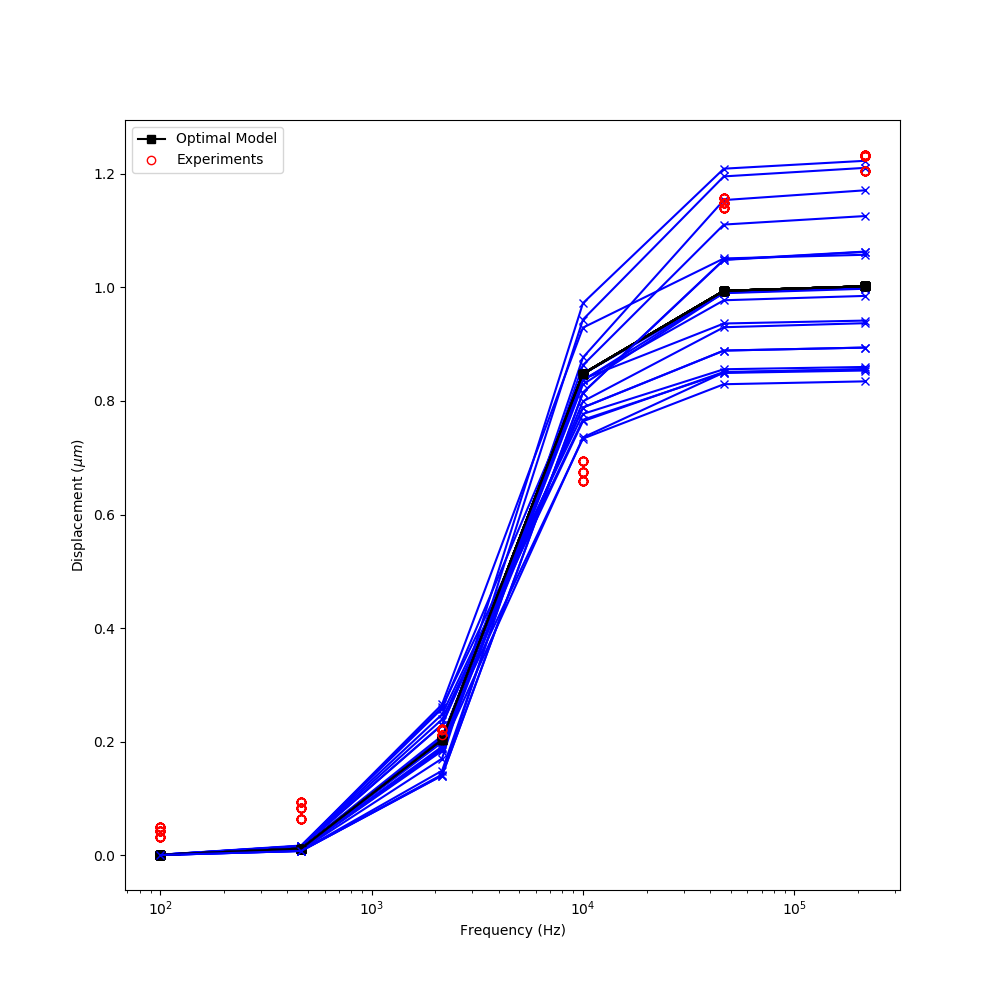 Optimal Model
Experiments
1.2
1.0
0.8
0.6
0.4
0.2
0.0
Displacement (μm)
10²
10³
10⁴
10⁵
Frequency (Hz)